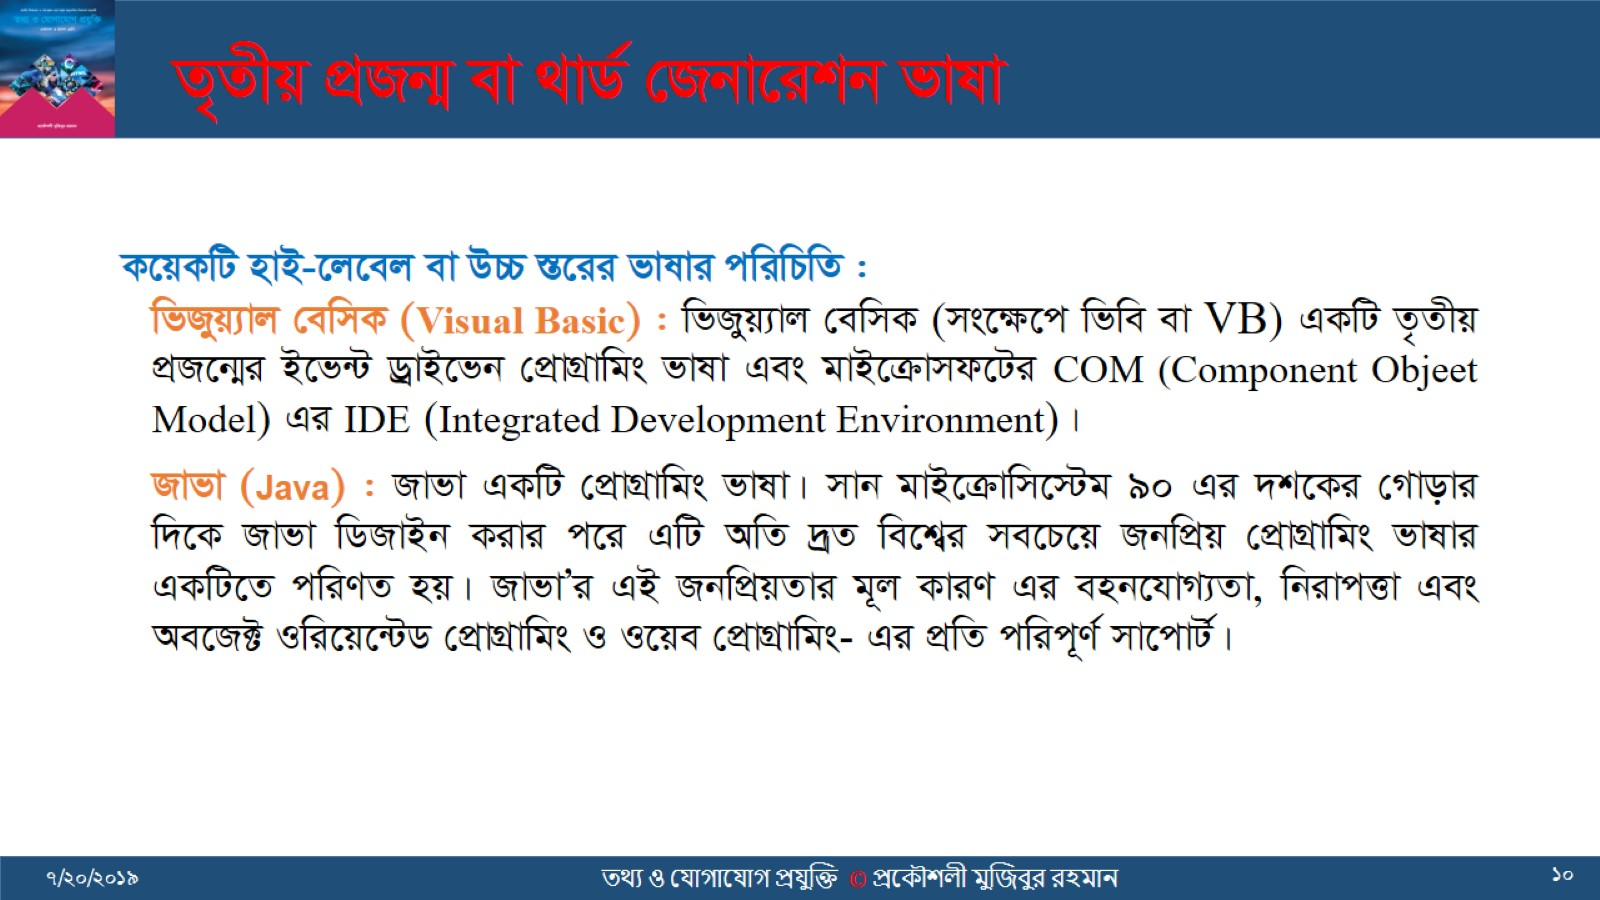 তথ্য ও যোগাযোগ প্রযুক্তি
তৃতীয় প্রজন্ম বা থার্ড জেনারেশন ভাষা
কয়েকটি হাই-লেবেল বা উচ্চ স্তরের ভাষার পরিচিতি :
ভিজুয়্যাল বেসিক (Visual Basic) : ভিজুয়্যাল বেসিক (সংক্ষেপে ভিবি বা VB) একটি তৃতীয়
প্রজন্মের ইভেন্ট ড্রাইভেন প্রোগ্রামিং ভাষা এবং মাইক্রোসফটের COM (Component Objeet
Model) এর IDE (Integrated Development Environment)।
জাভা (Java) : জাভা একটি প্রোগ্রামিং ভাষা। সান মাইক্রোসিস্টেম ৯০ এর দশকের গোড়ার
দিকে জাভা ডিজাইন করার পরে এটি অতি দ্রুত বিশ্বের সবচেয়ে জনপ্রিয় প্রোগ্রামিং ভাষার
একটিতে পরিণত হয়। জাভা’র এই জনপ্রিয়তার মূল কারণ এর বহনযোগ্যতা, নিরাপত্তা এবং
অবজেক্ট ওরিয়েন্টেড প্রোগ্রামিং ও ওয়েব প্রোগ্রামিং- এর প্রতি পরিপূর্ণ সাপোর্ট।
৭/২০/২০১৯
তথ্য ও যোগাযোগ প্রযুক্তি © প্রকৌশলী মুজিবুর রহমান
১০